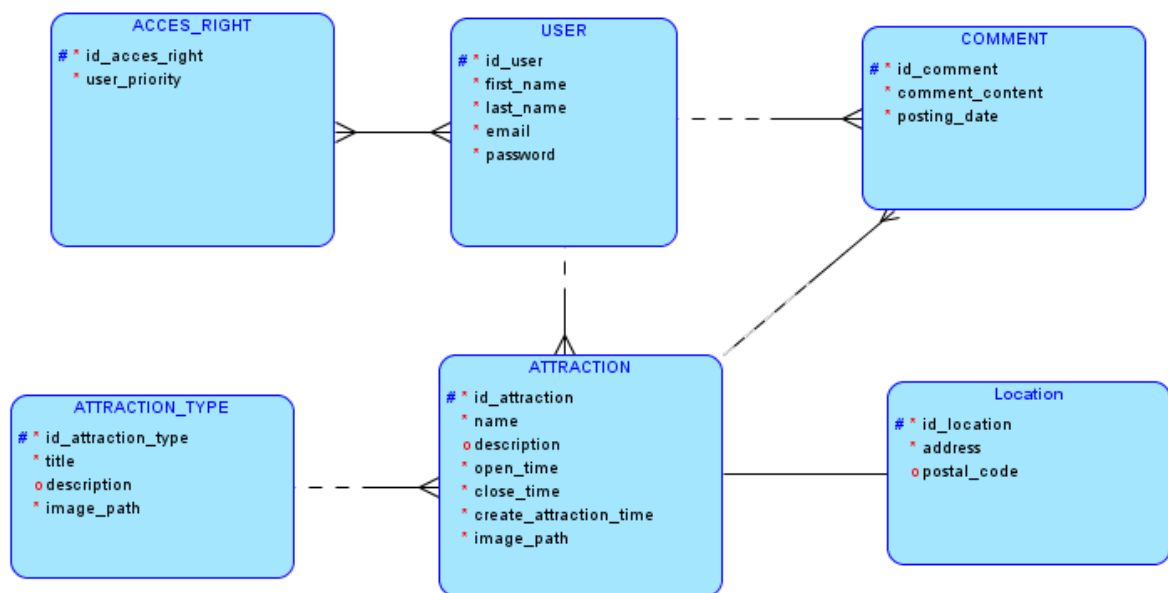 ACCES_RIGHT
# * id_acces_right
* user_priority
USER
# * id_user
* first_name
* last_name
* email
* password
COMMENT
# * id_comment
* comment_content
* posting_date
ATTRACTION_TYPE
# * id_attraction_type
* title
o description
* image_path
ATTRACTION
# * id_attraction
* name
o description
* open_time
* close_time
* create_attraction_time
* image_path
Location
# * id_location
* address
o postal_code